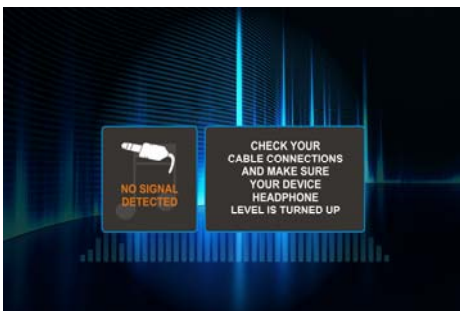 NO SIGNAL
DETECTED
CHECK YOUR
CABLE CONNECTIONS
AND MAKE SURE
YOUR DEVICE
HEADPHONE
LEVEL IS TURNED UP